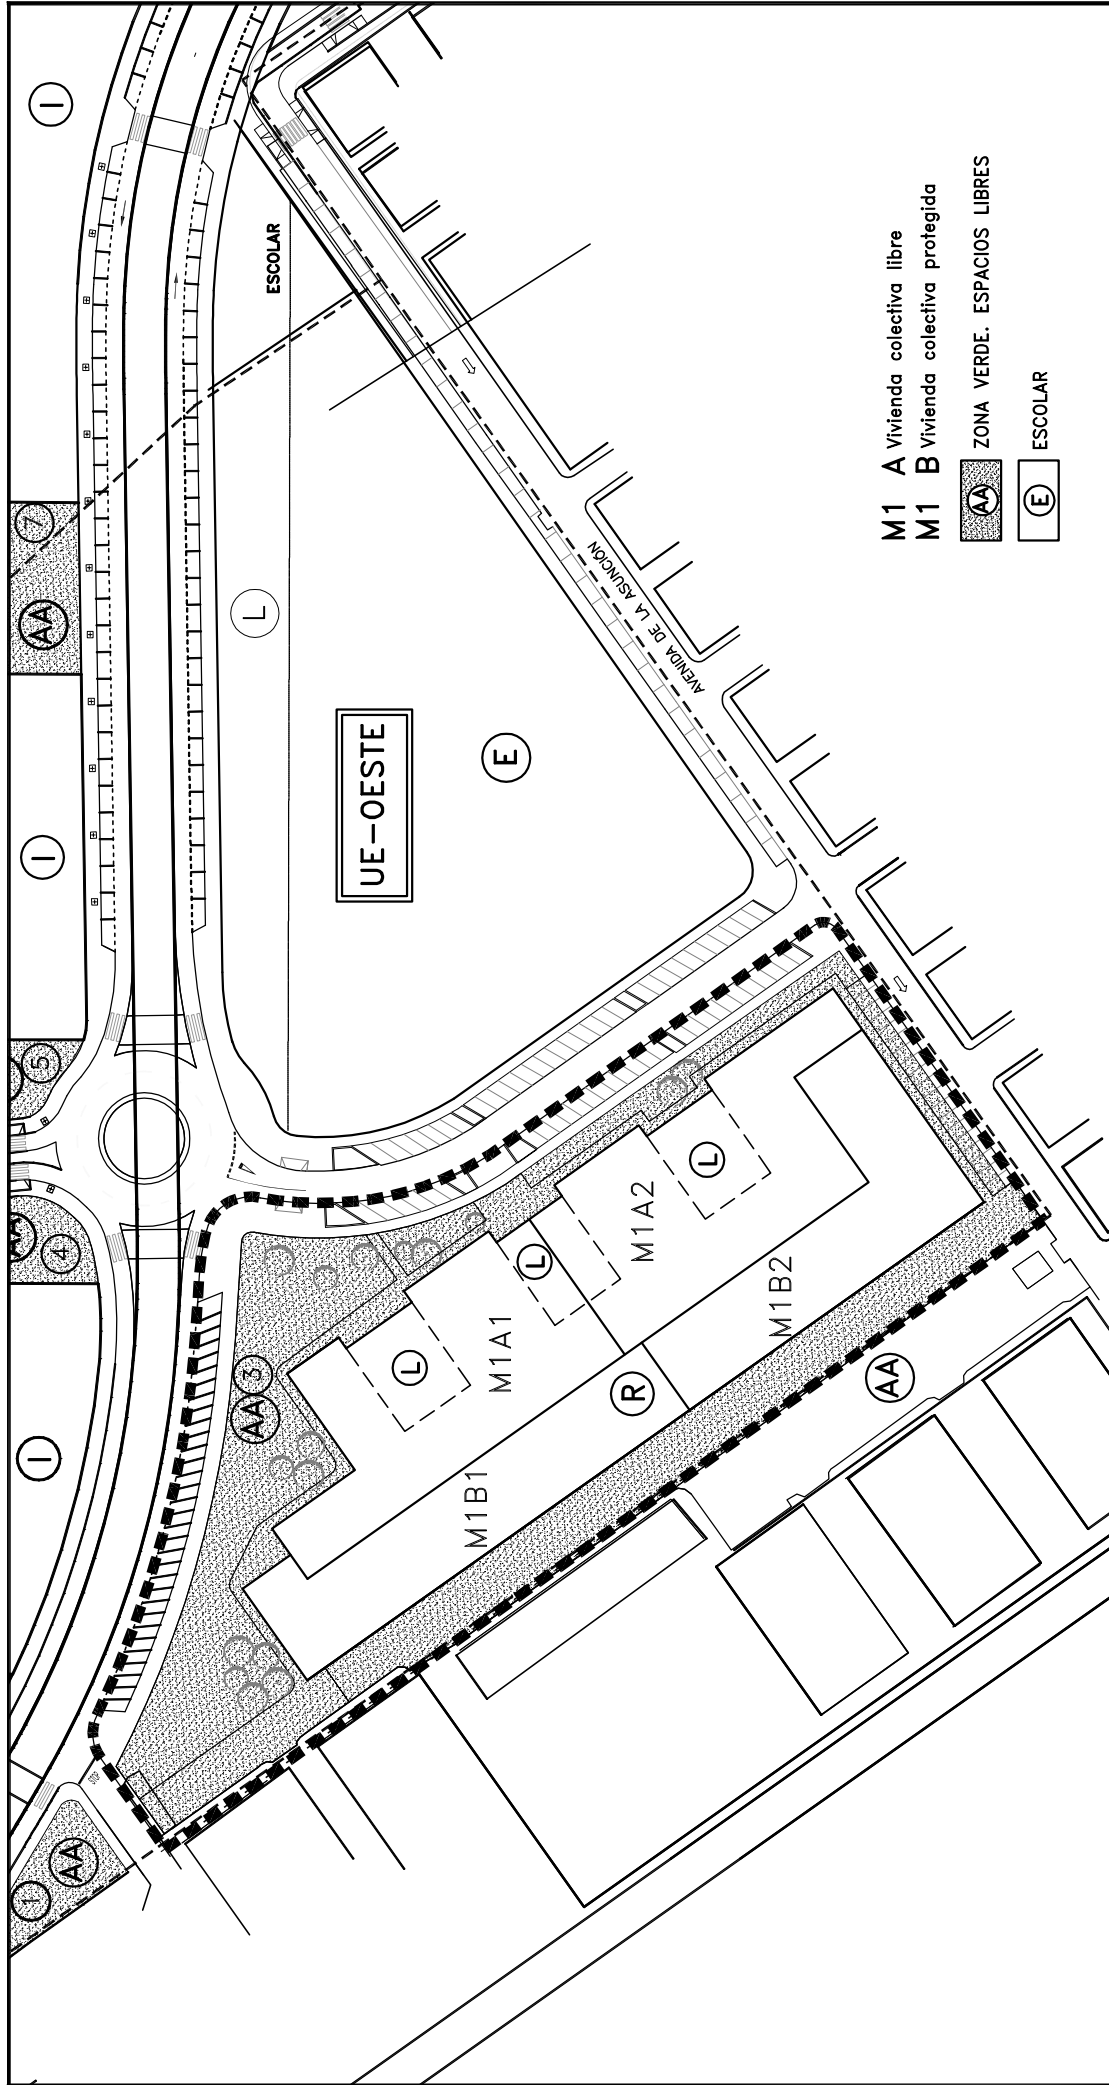 I
ESCOLAR
7
AA
L
UE-OESTE
E
AVENIDA DE LA ASUNCIÓN
I
5
AA
4
I
AA
3
L
L
L
M1A1
M1A2
M1B1
M1B2
R
AA
1
AA
M1 A Vivienda colectiva libre
M1 B Vivienda colectiva protegida
AA ZONA VERDE. ESPACIOS LIBRES
E ESCOLAR